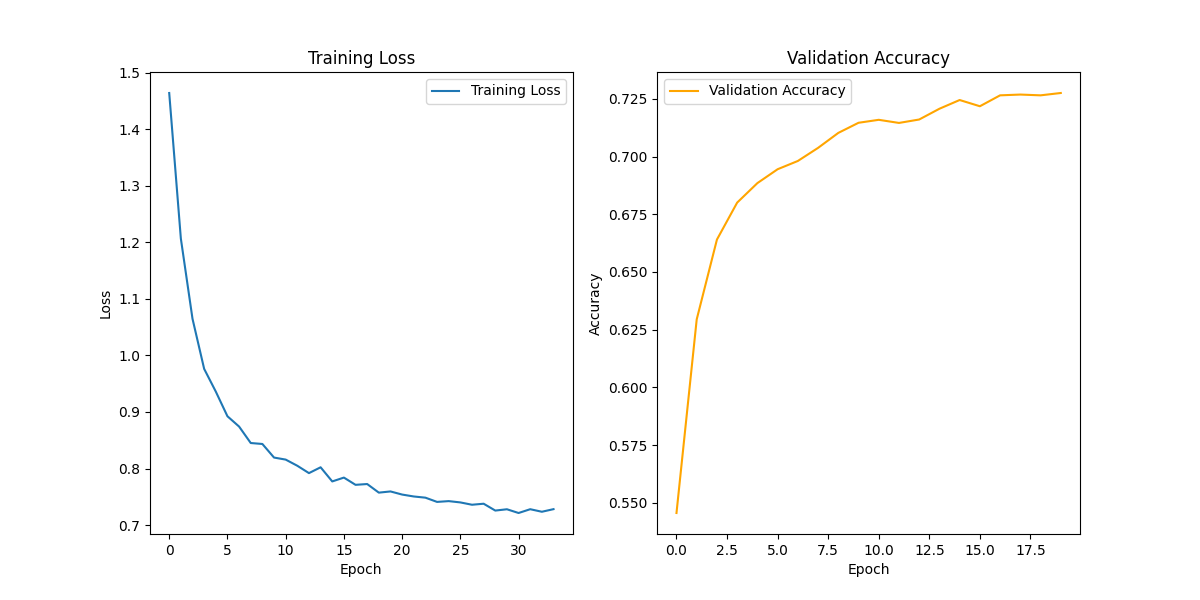 Training Loss
Training Loss
1.5
1.4
1.3
1.2
1.1
1.0
0.9
0.8
0.7
Loss
0 5 10 15 20 25 30
Epoch
Validation Accuracy
Validation Accuracy
0.725
0.700
0.675
0.650
0.625
0.600
0.575
0.550
Accuracy
0.0 2.5 5.0 7.5 10.0 12.5 15.0 17.5
Epoch